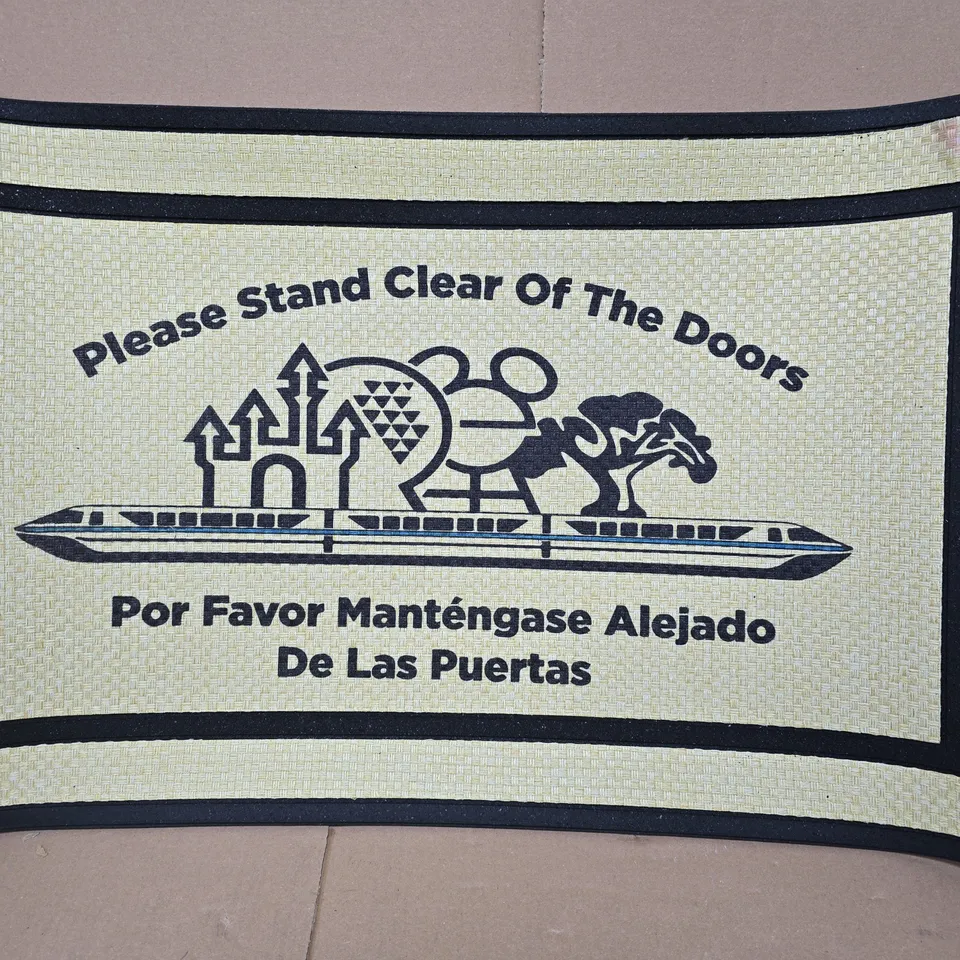 Please Stand Clear Of The Doors
Por Favor Manténgase Alejado
De Las Puertas